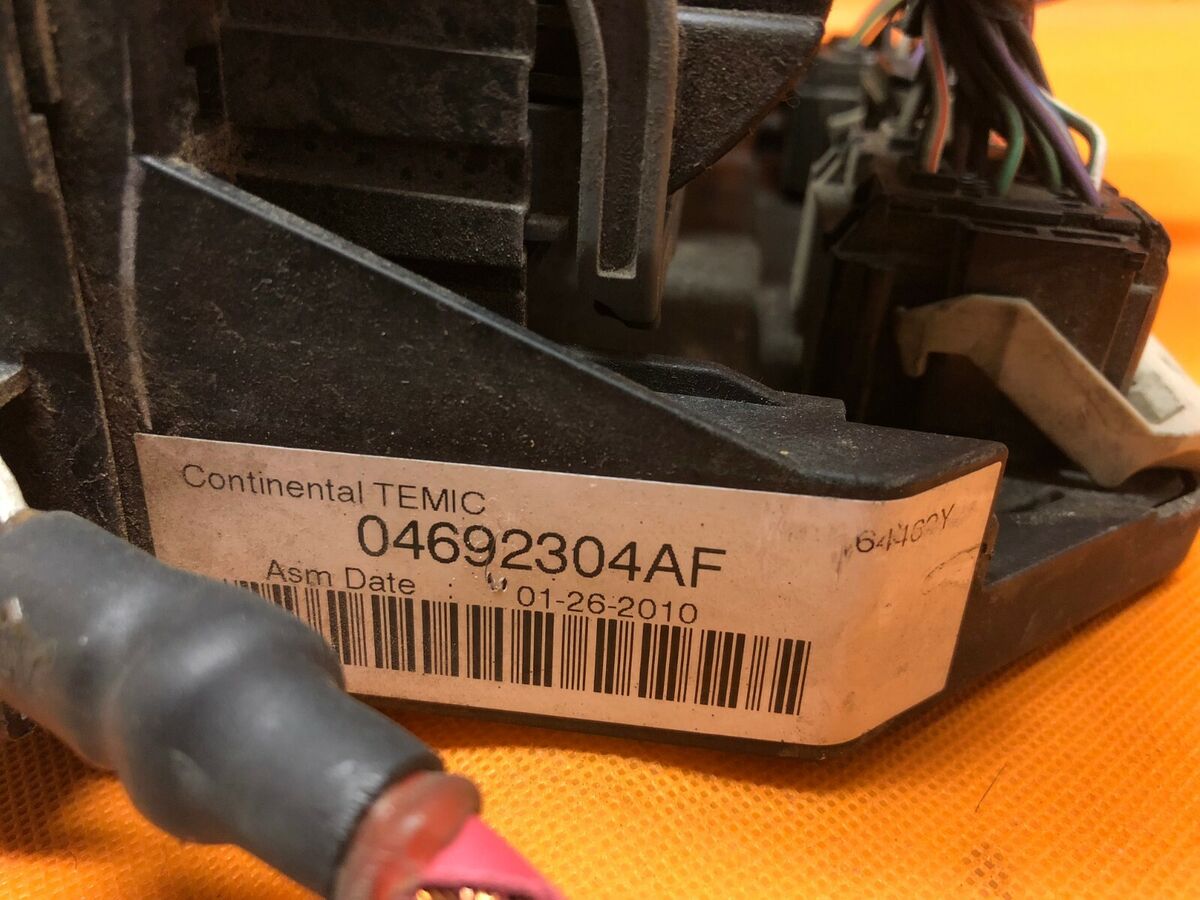 Continental TEMIC
04692304AF
Asm Date : 01-26-2010